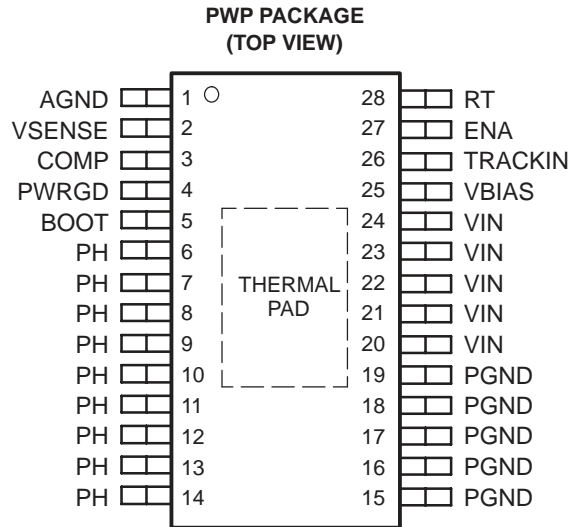 PWP PACKAGE
(TOP VIEW)
AGND 1 28 RT
VSENSE 2 27 ENA
COMP 3 26 TRACKIN
PWRGD 4 25 VBIAS
BOOT 5 24 VIN
PH 6 23 VIN
PH 7 22 VIN
PH 8 21 VIN
PH 9 20 VIN
PH 10 19 PGND
PH 11 18 PGND
PH 12 17 PGND
PH 13 16 PGND
PH 14 15 PGND
THERMAL
PAD